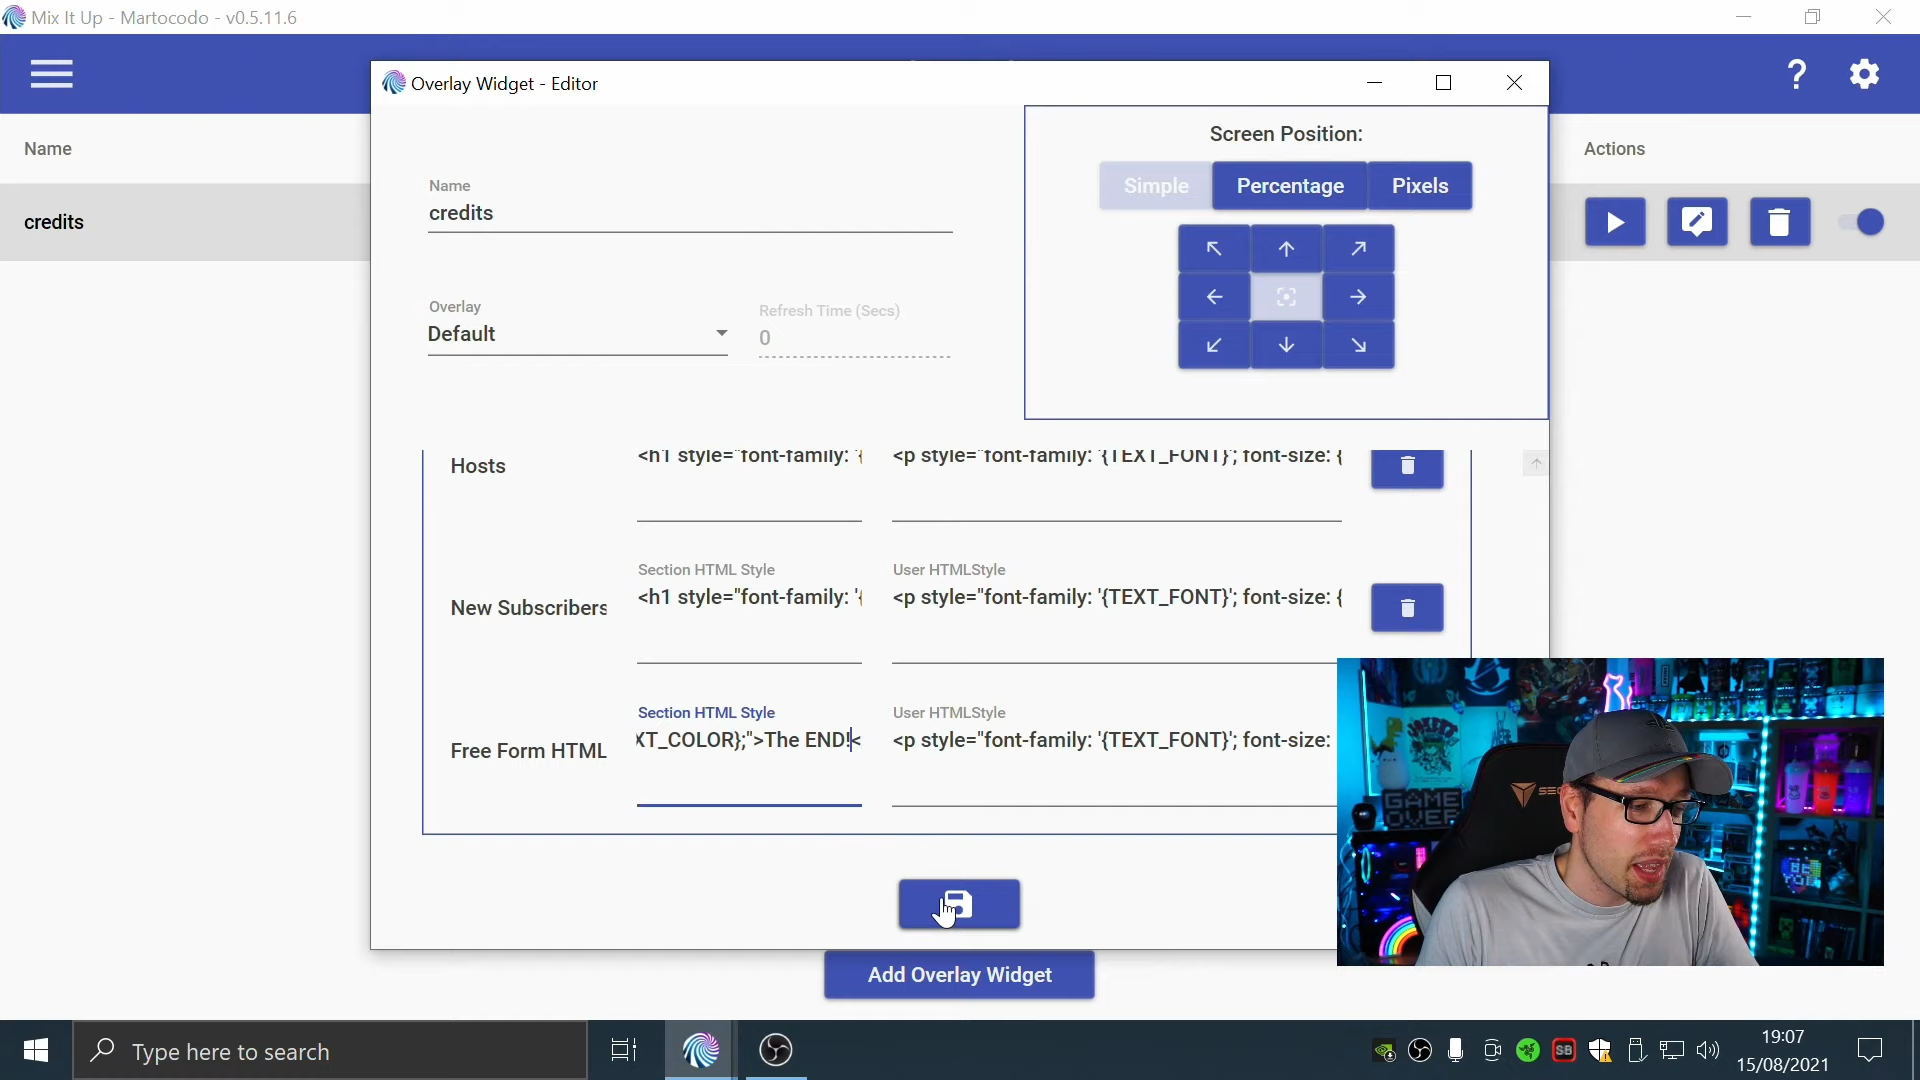 Mix It Up - Martocodo - v0.5.11.6
Overlay Widget - Editor
?
Name
Actions
credits
Screen Position:
Simple
Percentage
Pixels
Name
credits
Overlay
Default
Refresh Time (Secs)
0
Hosts
<h1 style="font-family: '{
<p style="font-family: '{TEXT_FONT}'; font-size: {
Section HTML Style
User HTMLStyle
New Subscribers
<h1 style="font-family: '{
<p style="font-family: '{TEXT_FONT}'; font-size: {
Section HTML Style
User HTMLStyle
Free Form HTML
XT_COLOR};">The END!<
<p style="font-family: '{TEXT_FONT}'; font-size:
Add Overlay Widget
GAME
OVER
Type here to search
SB
19:07
15/08/2021